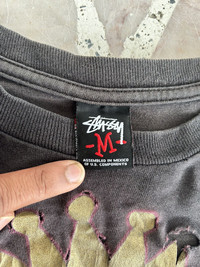 Stüssy
-M-
ASSEMBLED IN MEXICO
OF U.S. COMPONENTS